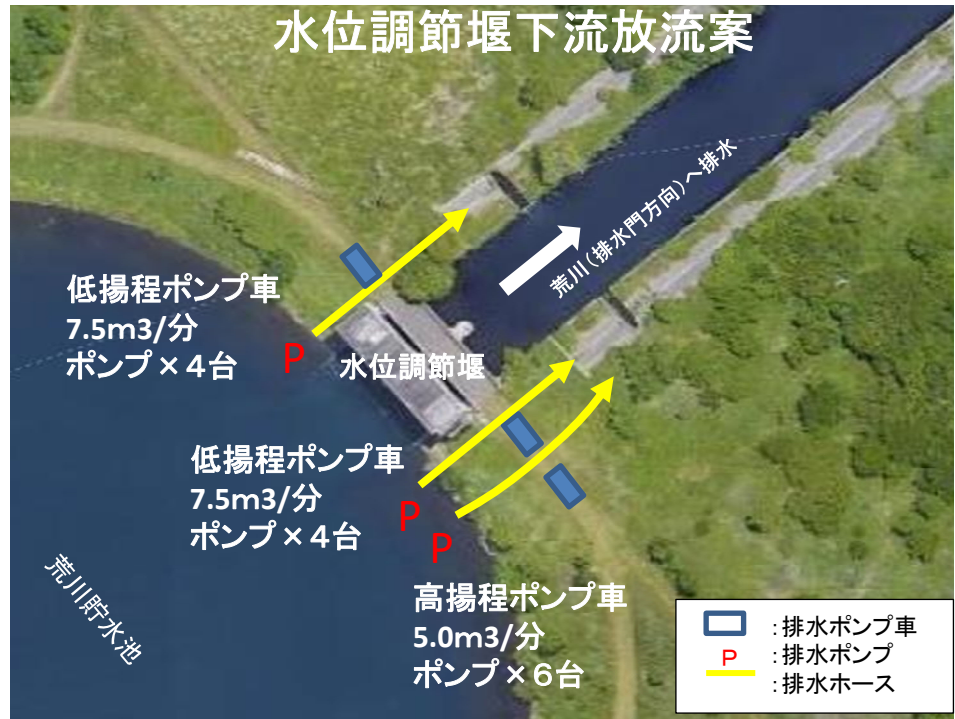 水位調節堰下流放流案
荒川（排水門方向）へ排水
低揚程ポンプ車
7.5m3/分
ポンプ×４台
P
水位調節堰
低揚程ポンプ車
7.5m3/分
ポンプ×４台
P
P
高揚程ポンプ車
5.0m3/分
ポンプ×６台
荒川貯水池
：排水ポンプ車
P ：排水ポンプ
：排水ホース